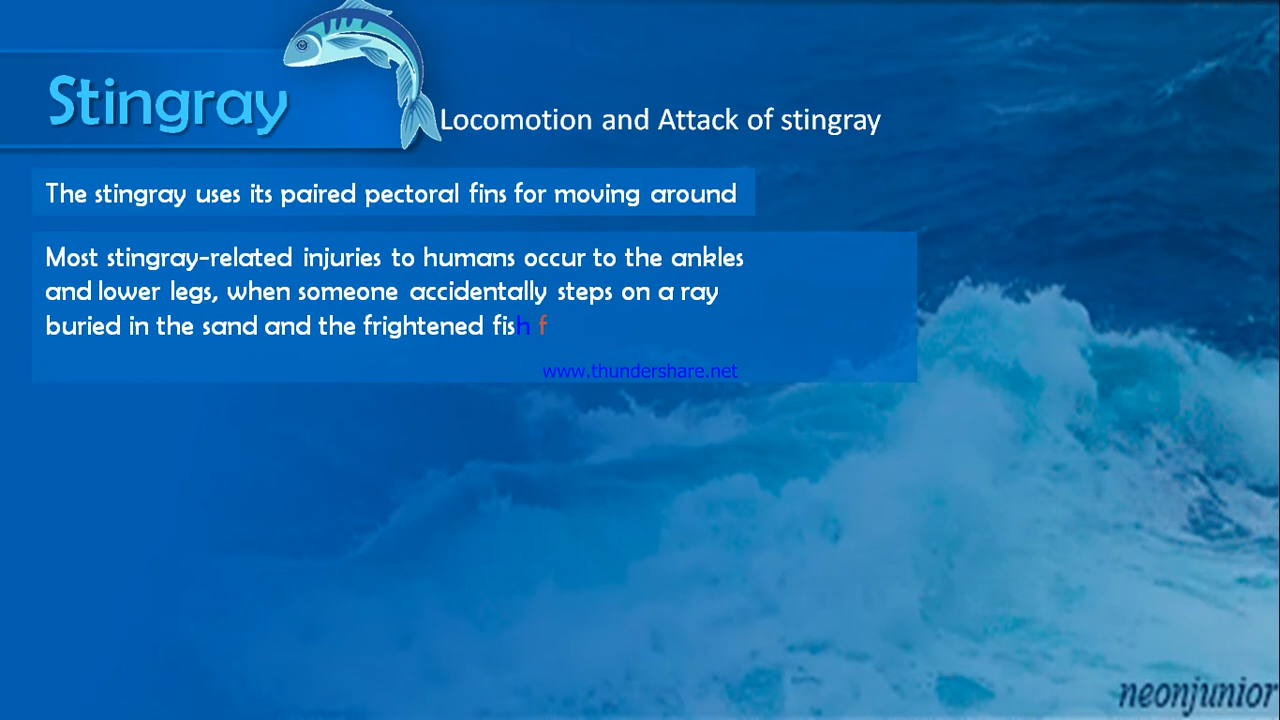 Stingray
Locomotion and Attack of stingray
The stingray uses its paired pectoral fins for moving around
Most stingray-related injuries to humans occur to the ankles
and lower legs, when someone accidentally steps on a ray
buried in the sand and the frightened fish f
www.thundershare.net
neonjunior